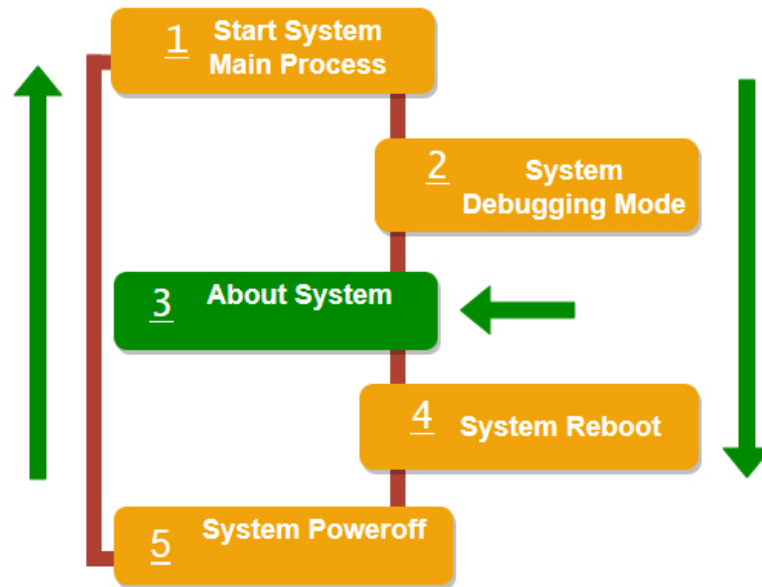 1 Start System
Main Process
2 System
Debugging Mode
3 About System
4 System Reboot
5 System Poweroff